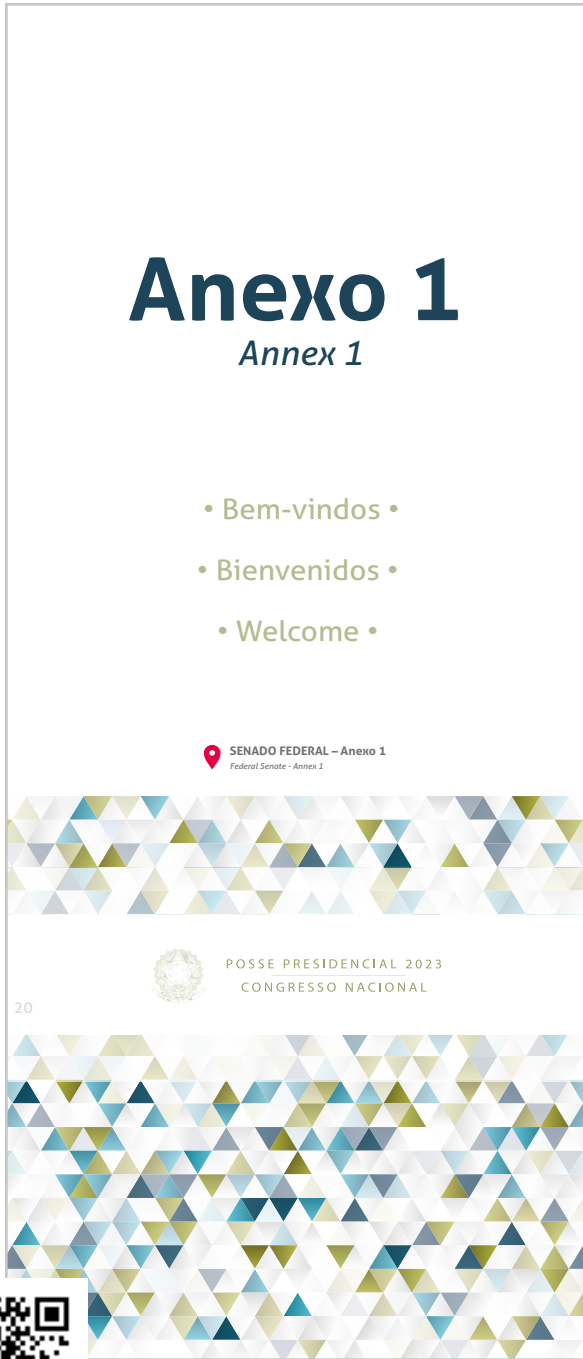 Anexo 1
Annex 1
• Bem-vindos •
• Bienvenidos •
• Welcome •
SENADO FEDERAL – Anexo 1
Federal Senate - Annex 1
POSSE PRESIDENCIAL 2023
CONGRESSO NACIONAL
20